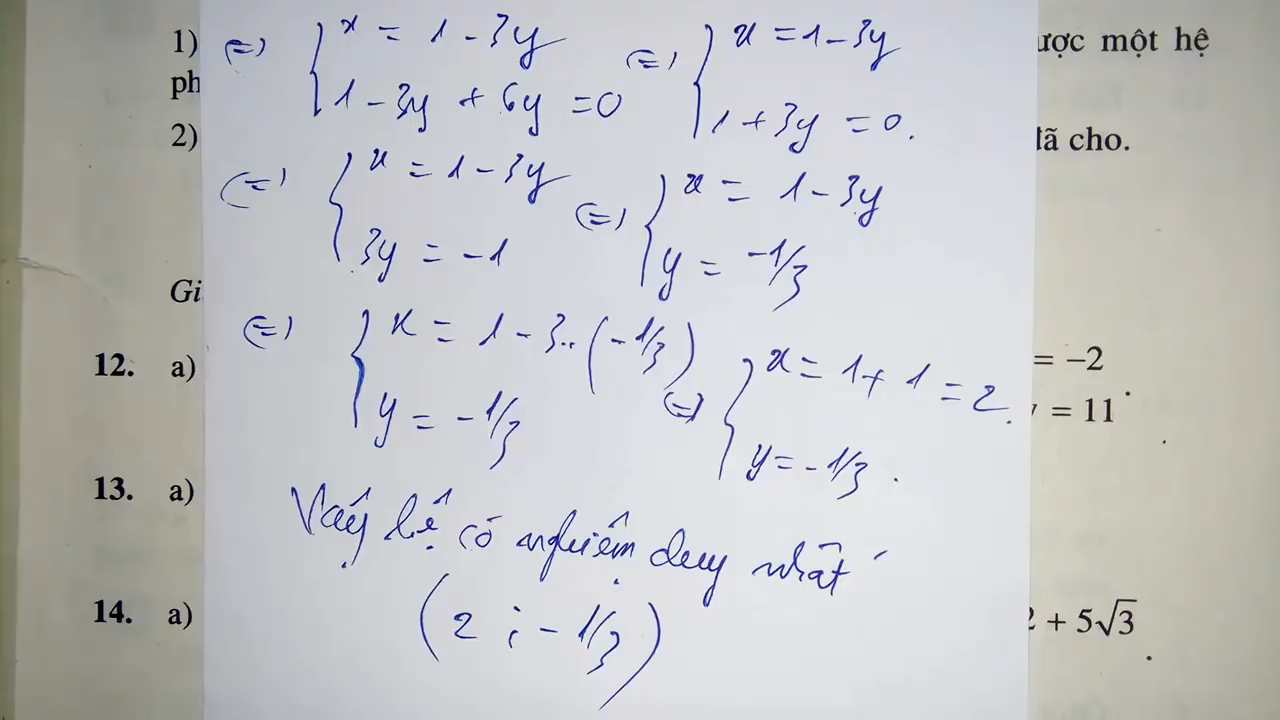 1)
ược một hệ
ph
2)
đã cho.
(=) { x = 1 - 3y
1 - 3y + 6y = 0
(=) { x = 1 - 3y
1 + 3y = 0.
(=) { x = 1 - 3y
3y = -1
(=) { x = 1 - 3y
y = -1/3
Gi
(=) { x = 1 - 3.. (-1/3)
y = -1/3
(=) { x = 1 + 1 = 2.
y = -1/3.
12. a)
= -2
= 11
13. a)
Vậy hệ có nghiệm duy nhất
(2 ; -1/3)
14. a)
2 + 5√3